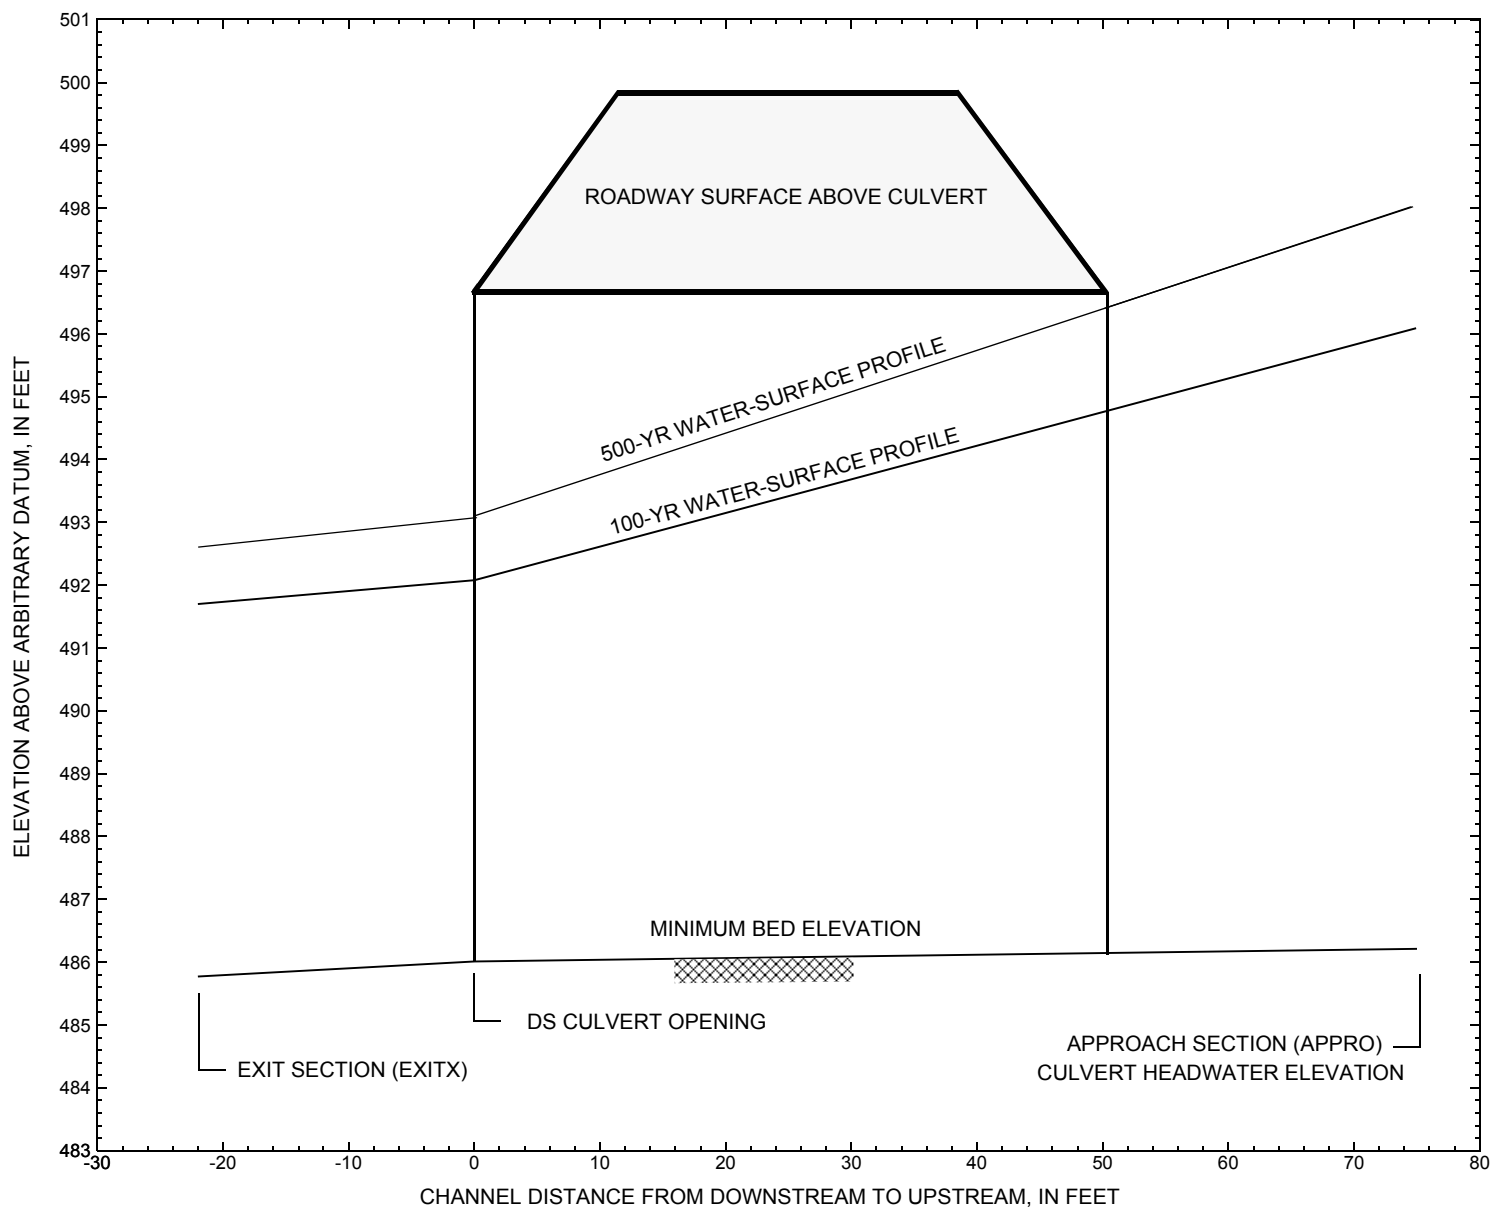 501
500
499
498
497
496
495
494
493
492
491
490
489
488
487
486
485
484
483
ELEVATION ABOVE ARBITRARY DATUM, IN FEET
ROADWAY SURFACE ABOVE CULVERT
500-YR WATER-SURFACE PROFILE
100-YR WATER-SURFACE PROFILE
MINIMUM BED ELEVATION
DS CULVERT OPENING
EXIT SECTION (EXITX)
APPROACH SECTION (APPRO)
CULVERT HEADWATER ELEVATION
-30 -20 -10 0 10 20 30 40 50 60 70 80
CHANNEL DISTANCE FROM DOWNSTREAM TO UPSTREAM, IN FEET